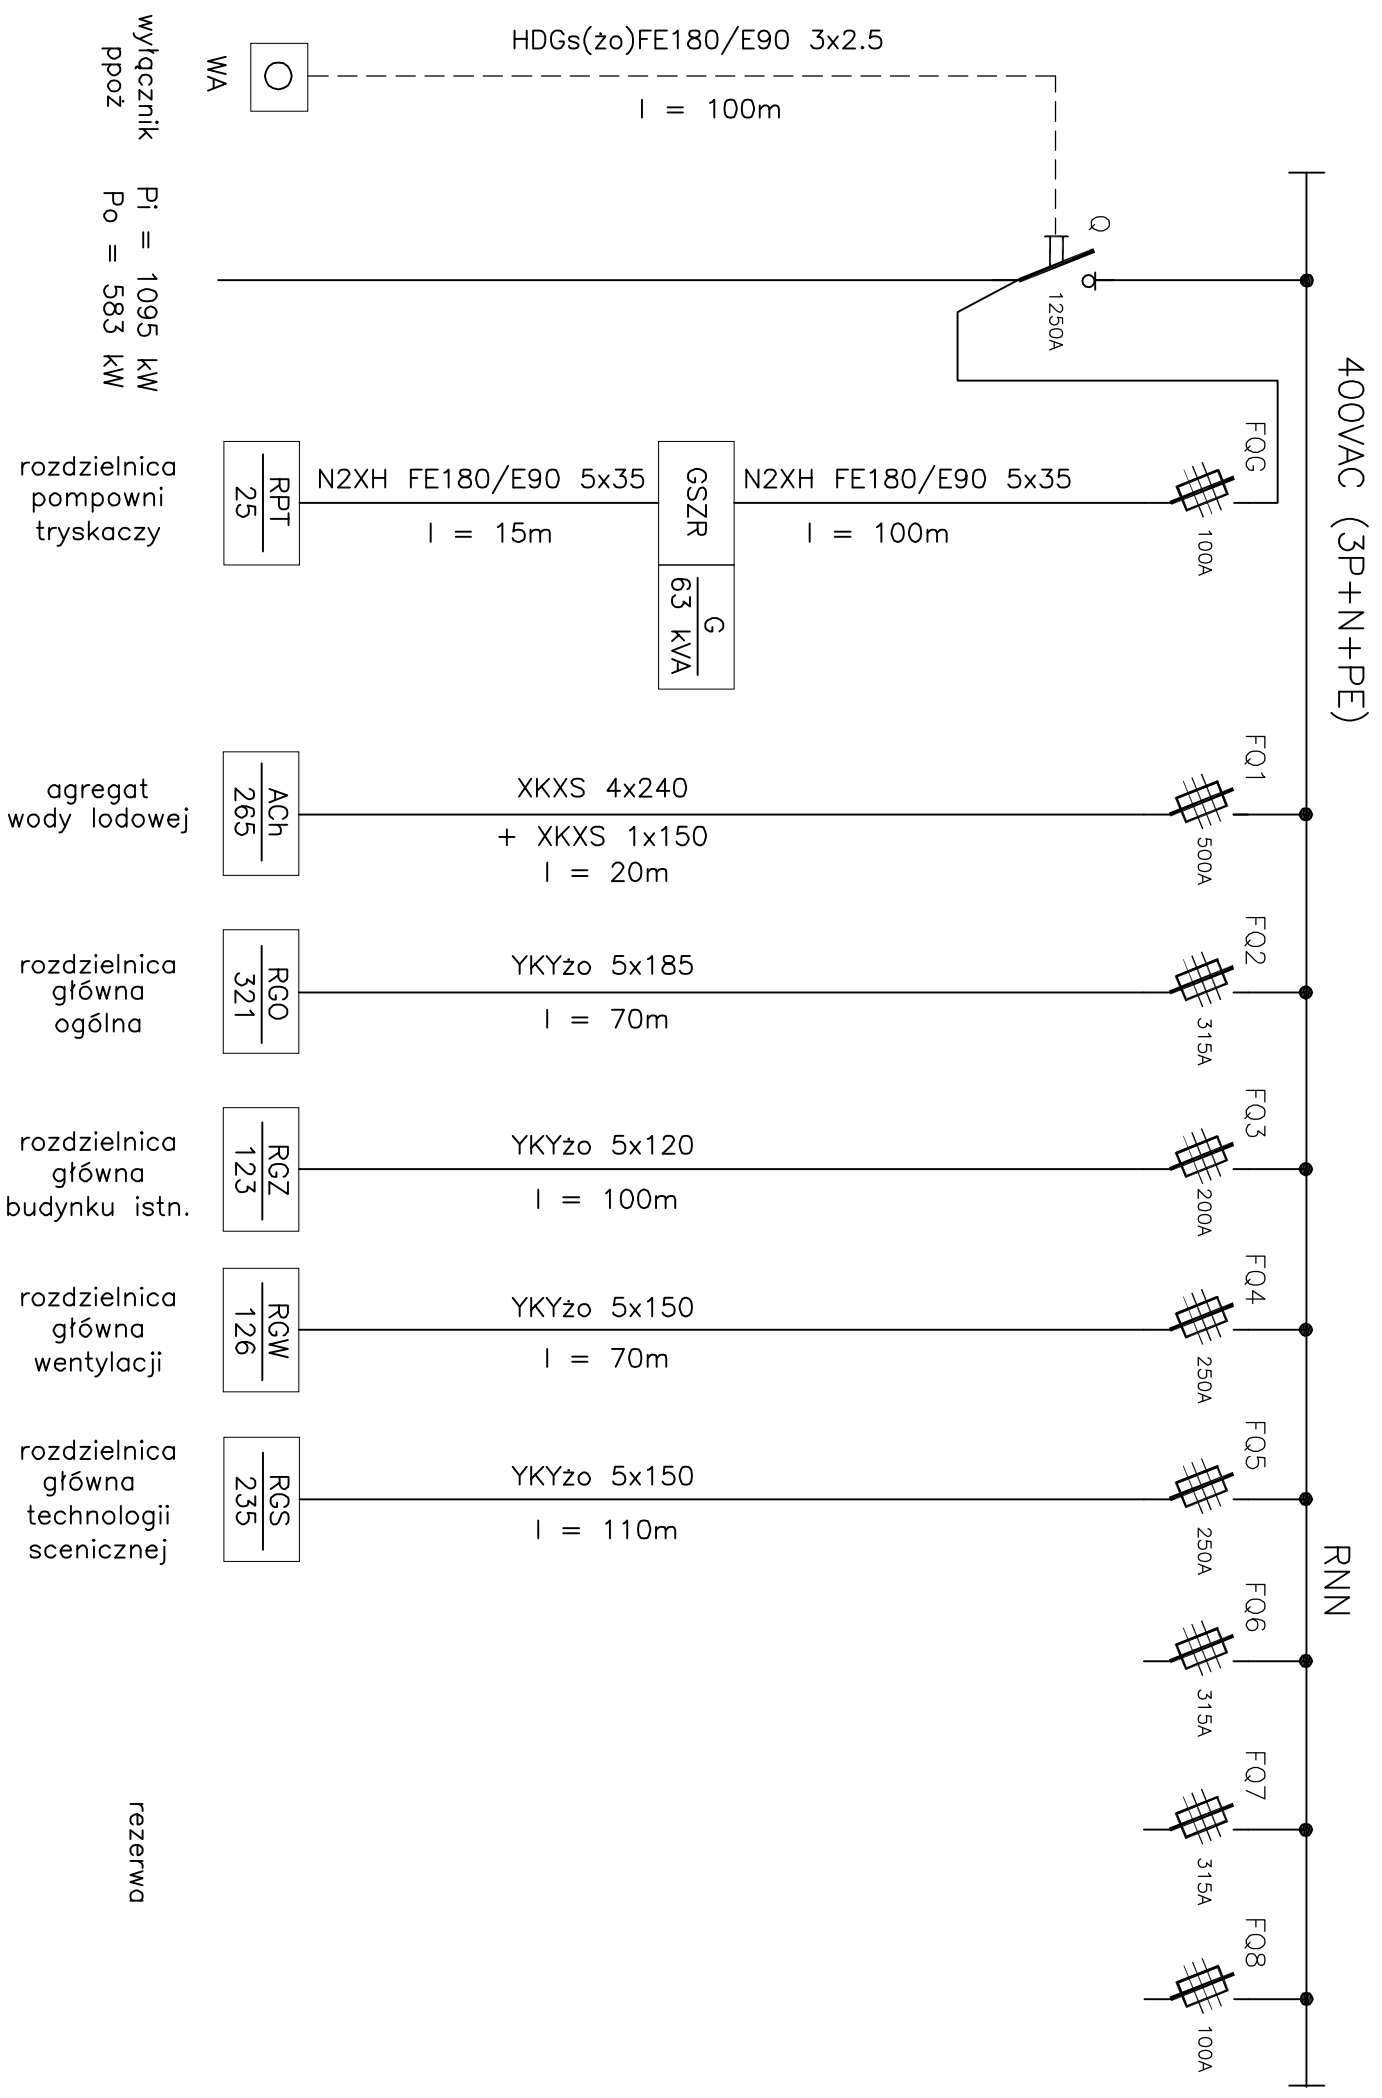 HDGs(żo)FE180/E90 3x2.5
l = 100m
WA
wyłącznik
ppoż
Pi = 1095 kW
Po = 583 kW
Q
1250A
400VAC (3P+N+PE)
RNN
FQG
100A
N2XH FE180/E90 5x35
l = 100m
GSZR
G
63 kVA
N2XH FE180/E90 5x35
l = 15m
RPT
25
rozdzielnica
pompowni
tryskaczy
FQ1
500A
XKXS 4x240
+ XKXS 1x150
l = 20m
ACh
265
agregat
wody lodowej
FQ2
315A
YKYżo 5x185
l = 70m
RGO
321
rozdzielnica
główna
ogólna
FQ3
200A
YKYżo 5x120
l = 100m
RGZ
123
rozdzielnica
główna
budynku istn.
FQ4
250A
YKYżo 5x150
l = 70m
RGW
126
rozdzielnica
główna
wentylacji
FQ5
250A
YKYżo 5x150
l = 110m
RGS
235
rozdzielnica
główna
technologii
scenicznej
FQ6
315A
FQ7
315A
FQ8
100A
rezerwa